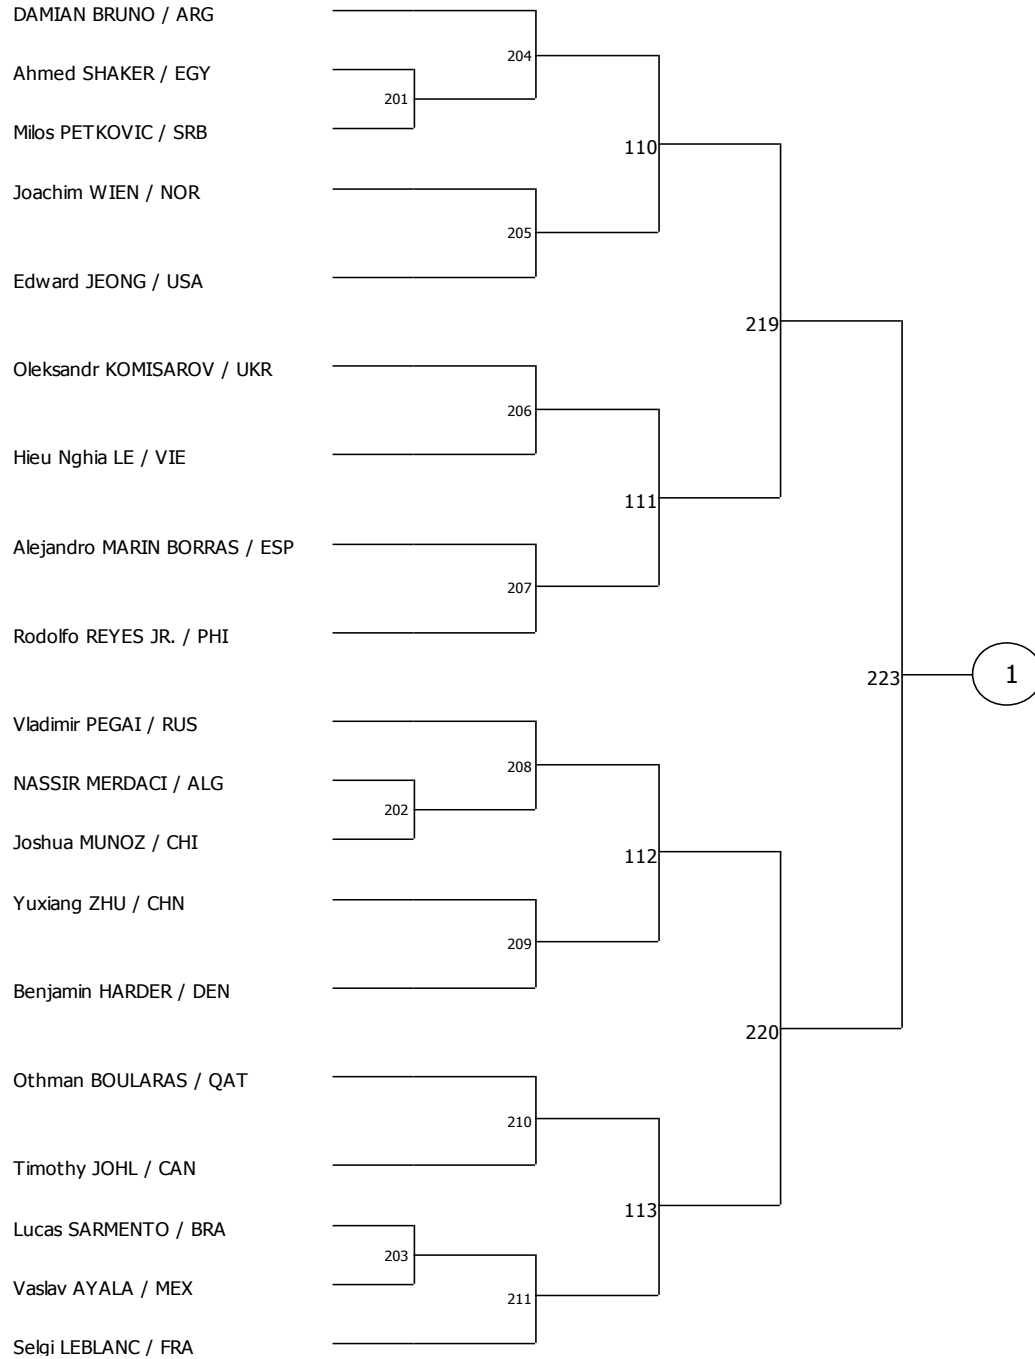 DAMIAN BRUNO / ARG
204
Ahmed SHAKER / EGY
201
Milos PETKOVIC / SRB
110
Joachim WIEN / NOR
205
Edward JEONG / USA
219
Oleksandr KOMISAROV / UKR
206
Hieu Nghia LE / VIE
111
Alejandro MARIN BORRAS / ESP
207
Rodolfo REYES JR. / PHI
223
1
Vladimir PEGAI / RUS
208
NASSIR MERDACI / ALG
202
Joshua MUNOZ / CHI
112
Yuxiang ZHU / CHN
209
Benjamin HARDER / DEN
220
Othman BOULARAS / QAT
210
Timothy JOHL / CAN
113
Lucas SARMENTO / BRA
203
Vaslav AYALA / MEX
211
Selgi LEBLANC / FRA